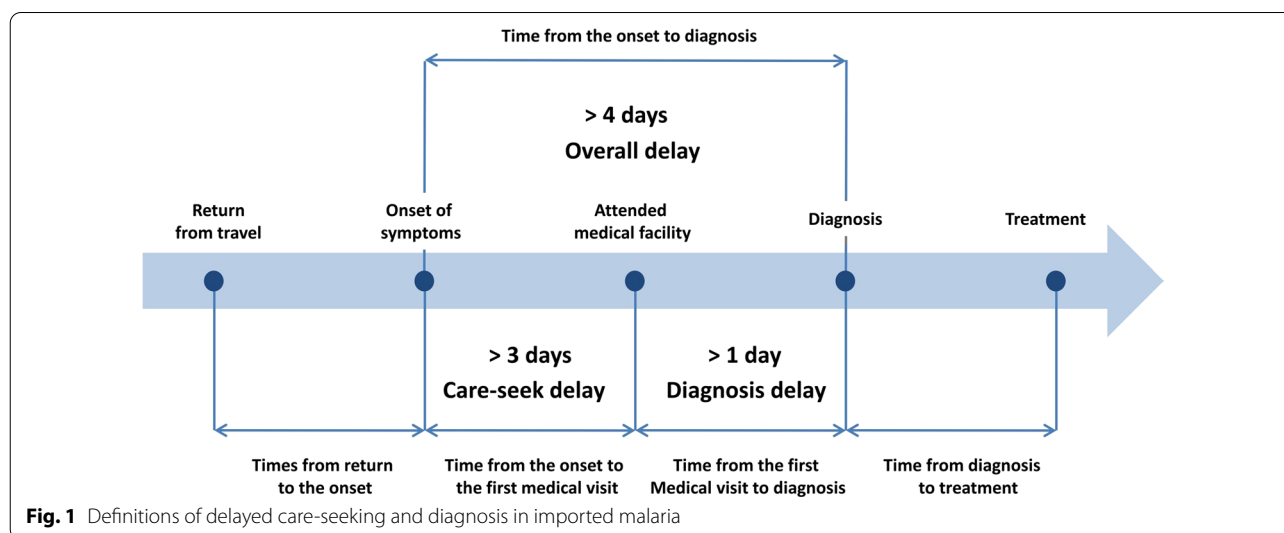 Time from the onset to diagnosis
> 4 days
Overall delay
Return
from travel
Onset of
symptoms
Attended
medical facility
Diagnosis
Treatment
> 3 days
Care-seek delay
> 1 day
Diagnosis delay
Times from return
to the onset
Time from the onset to
the first medical visit
Time from the first
Medical visit to diagnosis
Time from diagnosis
to treatment
Fig. 1 Definitions of delayed care-seeking and diagnosis in imported malaria